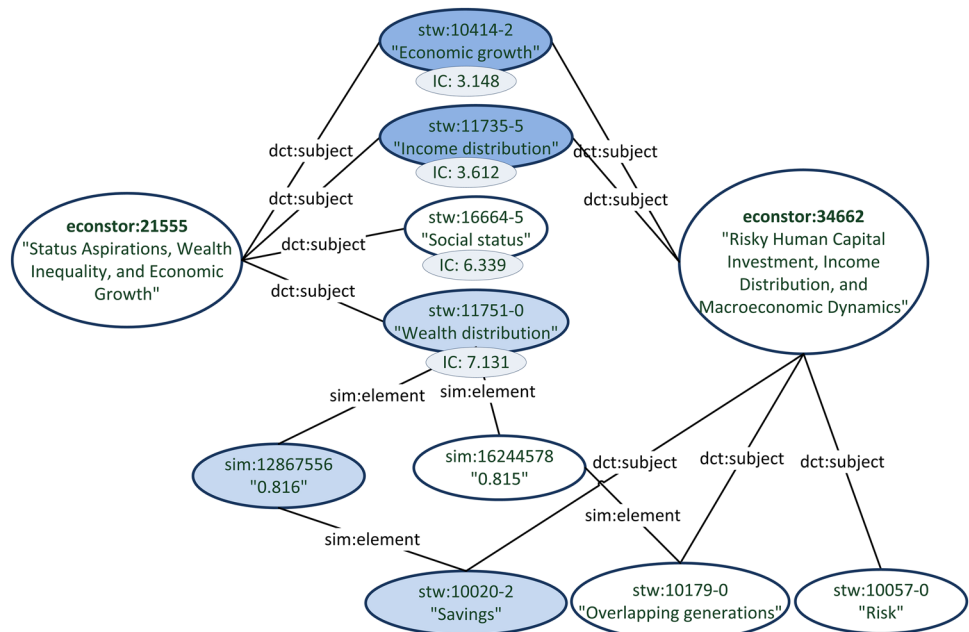 stw:10414-2
"Economic growth"
IC: 3.148
stw:11735-5
"Income distribution"
IC: 3.612
dct:subject
dct:subject
dct:subject
dct:subject
stw:16664-5
"Social status"
IC: 6.339
dct:subject
dct:subject
econstor:21555
"Status Aspirations, Wealth
Inequality, and Economic
Growth"
econstor:34662
"Risky Human Capital
Investment, Income
Distribution, and
Macroeconomic Dynamics"
stw:11751-0
"Wealth distribution"
IC: 7.131
sim:element
sim:element
sim:12867556
"0.816"
sim:16244578
"0.815"
dct:subject
dct:subject
dct:subject
sim:element
sim:element
stw:10020-2
"Savings"
stw:10179-0
"Overlapping generations"
stw:10057-0
"Risk"